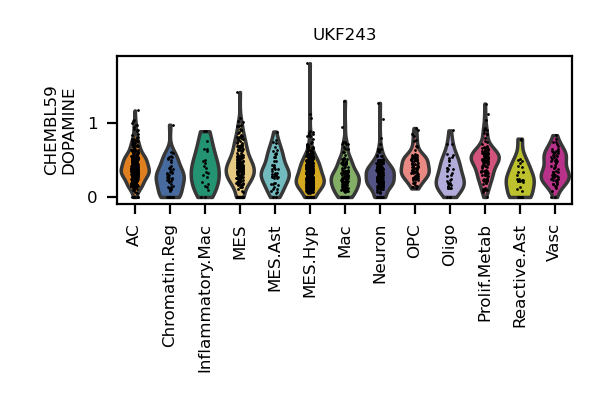 UKF243
CHEMBL59
DOPAMINE
1
0
AC
Chromatin.Reg
Inflammatory.Mac
MES
MES.Ast
MES.Hyp
Mac
Neuron
OPC
Oligo
Prolif.Metab
Reactive.Ast
Vasc